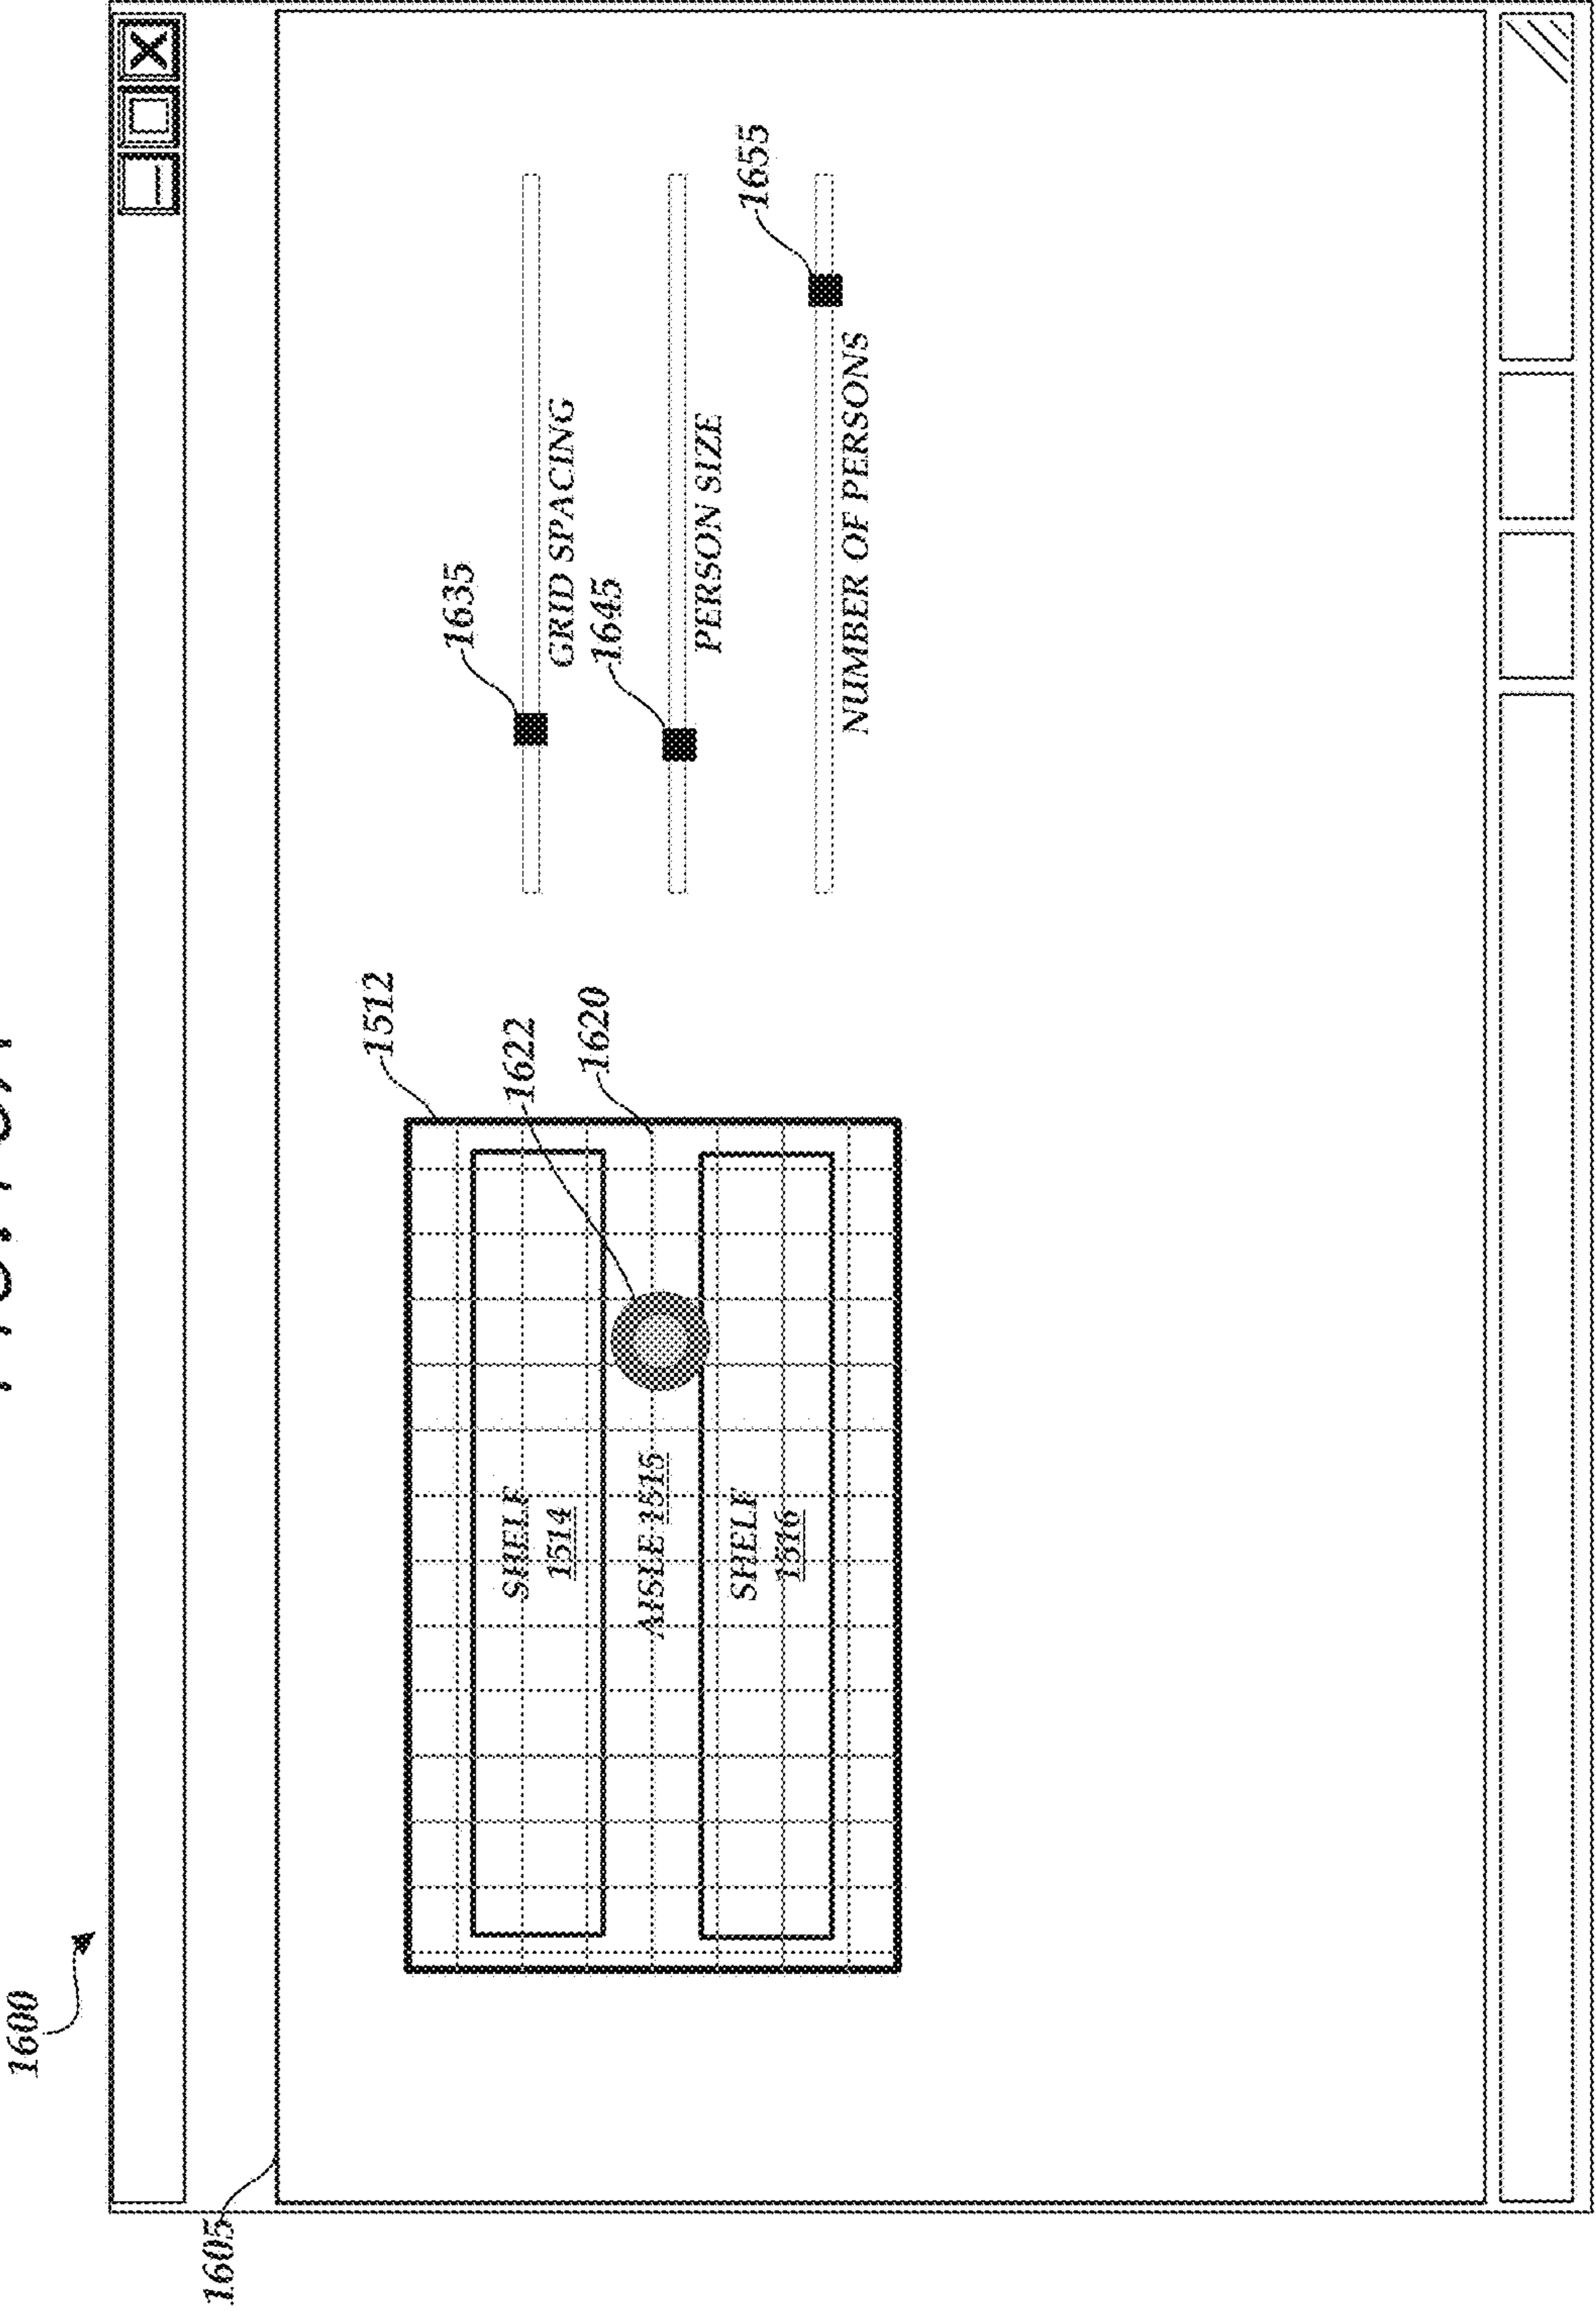 1600
1605
1512
1622
1620
SHELF
1514
AISLE 1515
SHELF
1516
1635
GRID SPACING
1645
PERSON SIZE
1655
NUMBER OF PERSONS